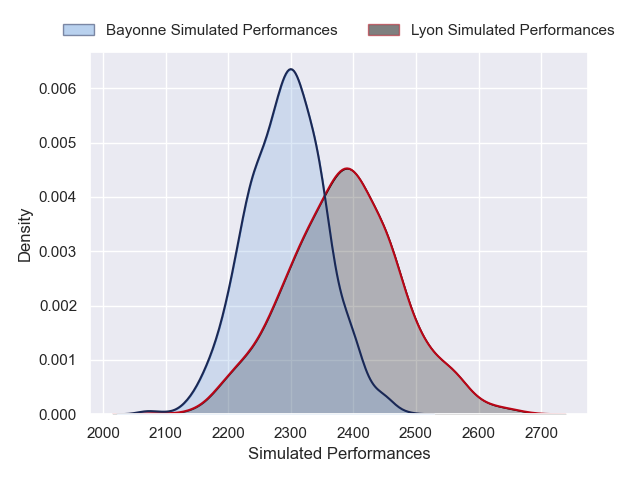 Bayonne Simulated Performances Lyon Simulated Performances
0.006
0.005
0.004
0.003
0.002
0.001
0.000
Density
2000 2100 2200 2300 2400 2500 2600 2700
Simulated Performances